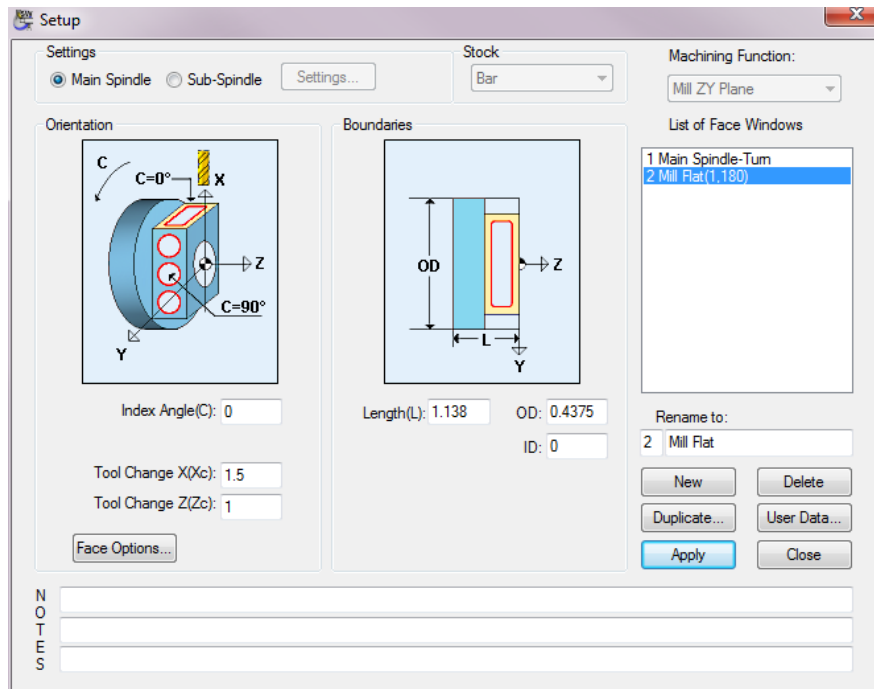 Setup
Settings
Main Spindle Sub-Spindle Settings...
Stock
Bar
Machining Function:
Mill ZY Plane
Orientation
C
C=0°
X
Z
C=90°
Y
Index Angle(C): 0
Tool Change X(Xc): 1.5
Tool Change Z(Zc): 1
Face Options...
Boundaries
OD
Z
L
Y
Length(L): 1.138 OD: 0.4375
ID: 0
List of Face Windows
1 Main Spindle-Turn
2 Mill Flat(1,180)
Rename to:
2 Mill Flat
New Delete
Duplicate... User Data...
Apply Close
NOTES